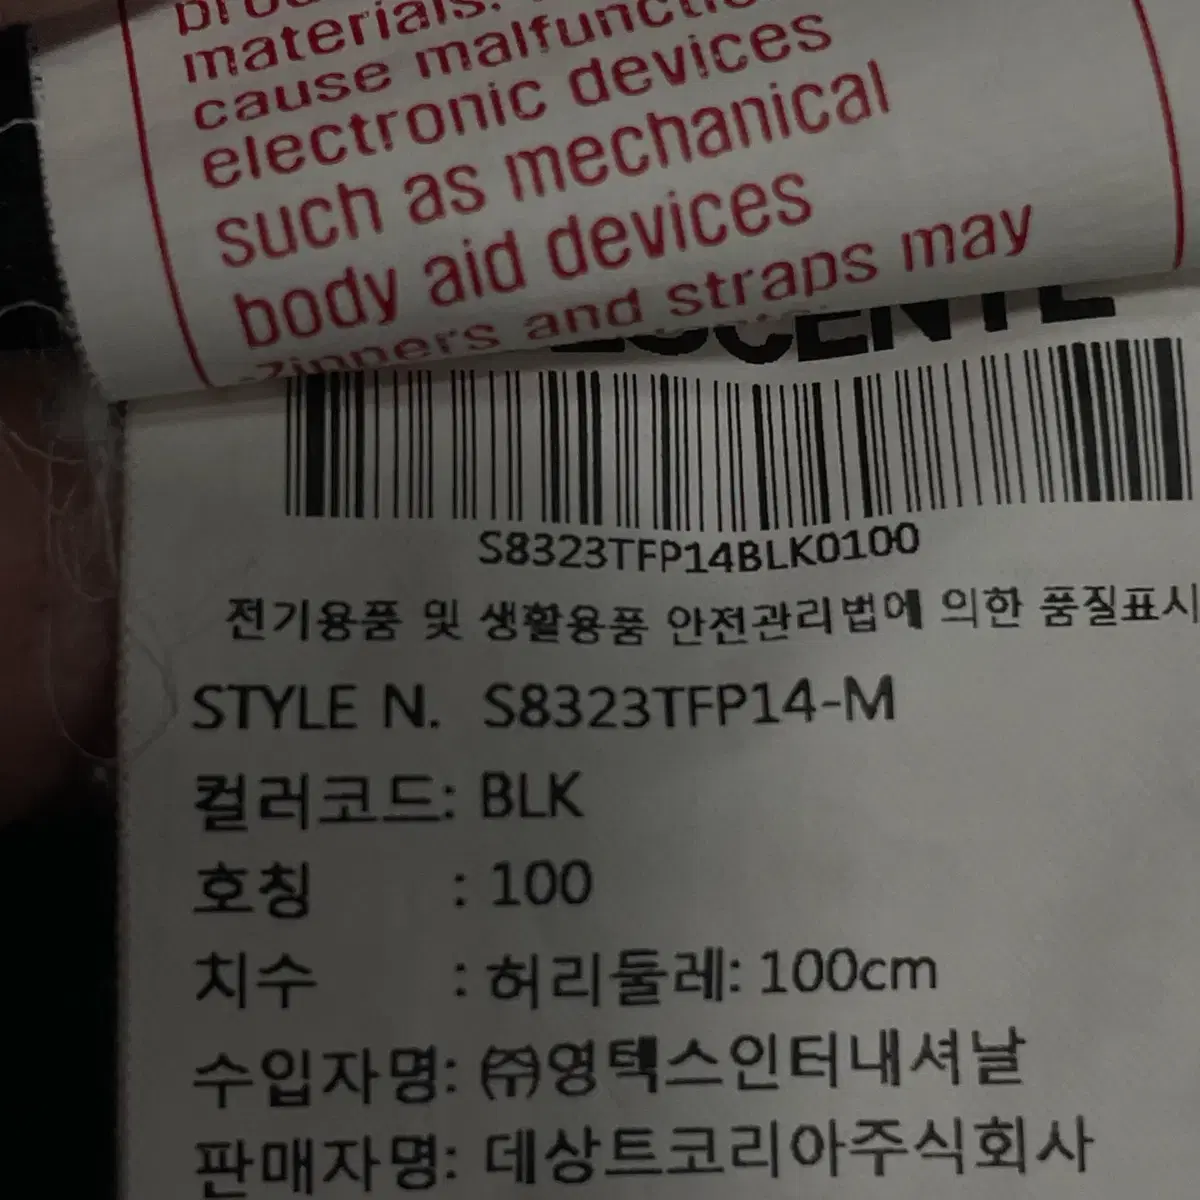 materials.
cause
electronic devices
such as mechanical
body aid devices
and straps may
S8323TFP14BLK0100
전기용품 및 생활용품 안전관리법에 의한 품질표시
STYLE N. S8323TFP14-M
컬러코드: BLK
호칭 : 100
치수 : 허리둘레: 100cm
수입자명: ㈜영텍스인터내셔날
판매자명: 데상트코리아주식회사